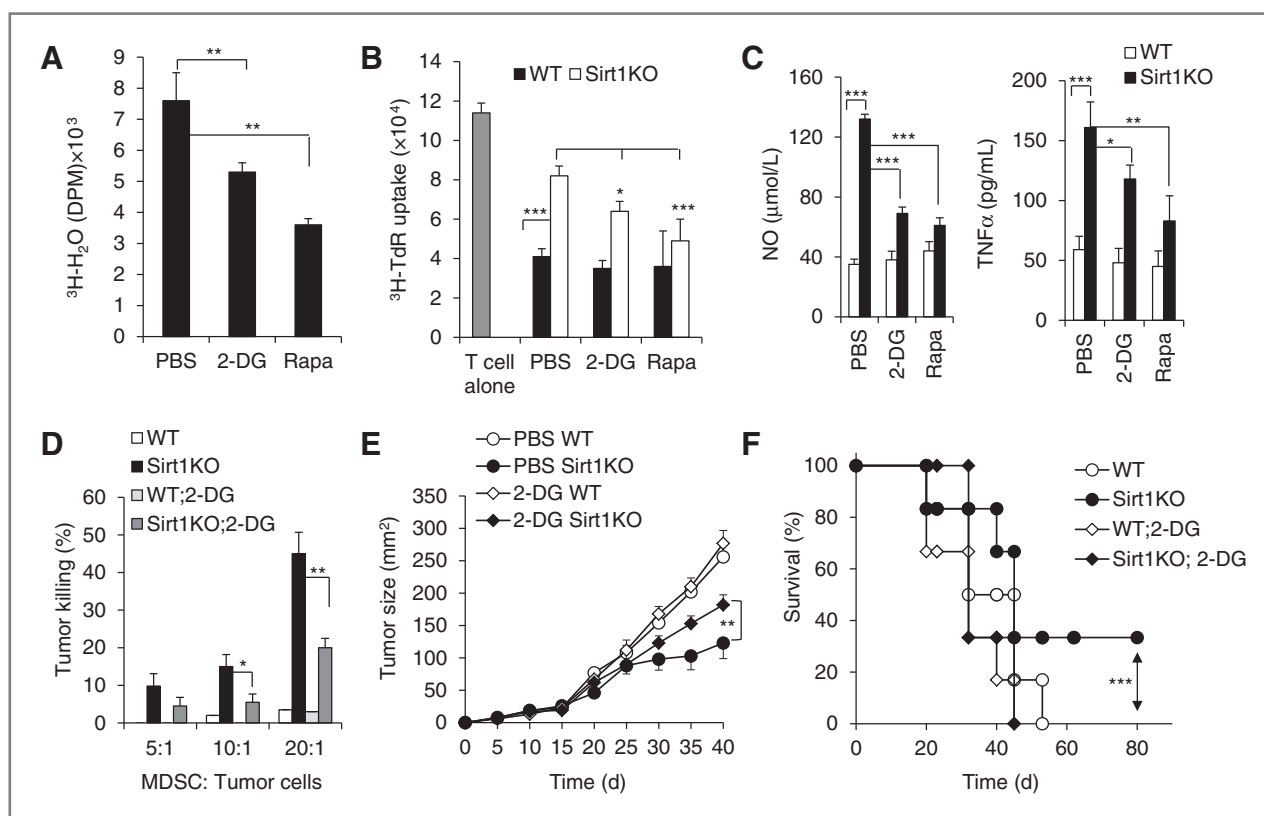 A
³H-H₂O (DPM)×10³
9
8
7
6
5
4
3
2
1
0
**
**
PBS 2-DG Rapa
B
WT Sirt1KO
³H-TdR uptake (×10⁴)
14
12
10
8
6
4
2
0
***
*
***
T cell alone PBS 2-DG Rapa
C
WT
Sirt1KO
NO (μmol/L)
160
120
80
40
0
***
***
***
PBS 2-DG Rapa
TNFα (pg/mL)
200
150
100
50
0
***
**
*
PBS 2-DG Rapa
D
WT
Sirt1KO
WT;2-DG
Sirt1KO;2-DG
Tumor killing (%)
60
50
40
30
20
10
0
*
**
5:1 10:1 20:1
MDSC: Tumor cells
E
PBS WT
PBS Sirt1KO
2-DG WT
2-DG Sirt1KO
Tumor size (mm²)
350
300
250
200
150
100
50
0
**
0 5 10 15 20 25 30 35 40
Time (d)
F
WT
Sirt1KO
WT;2-DG
Sirt1KO; 2-DG
Survival (%)
100
80
60
40
20
0
***
0 20 40 60 80
Time (d)